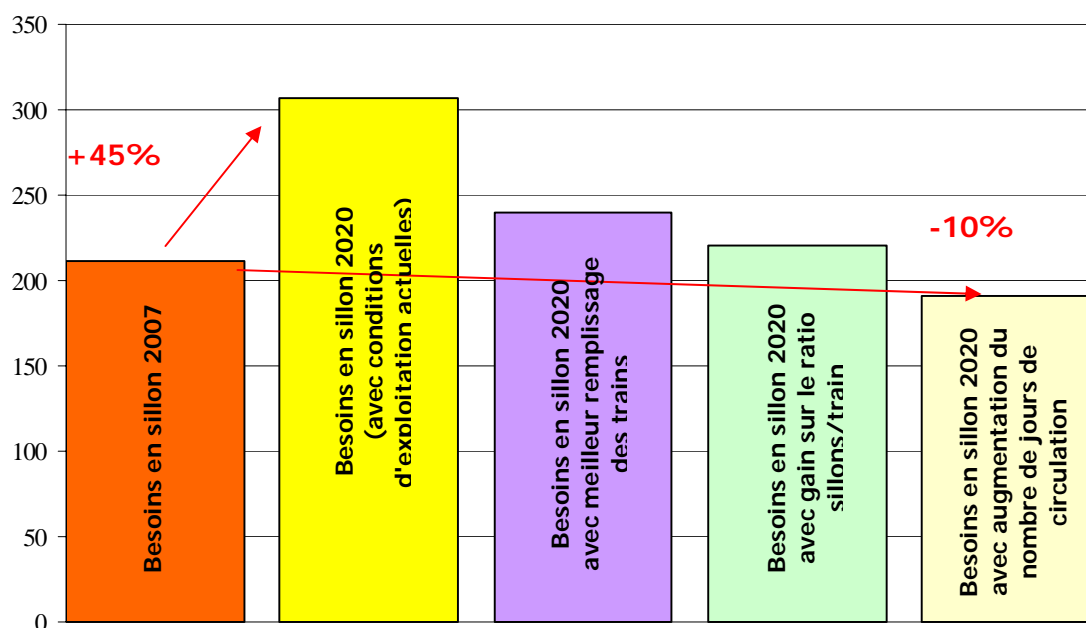 350
300
250
200
150
100
50
0
+45%
-10%
Besoins en sillon 2007
Besoins en sillon 2020
(avec conditions
d'exploitation actuelles)
Besoins en sillon 2020
avec meilleur remplissage
des trains
Besoins en sillon 2020
avec gain sur le ratio
sillons/train
Besoins en sillon 2020
avec augmentation du
nombre de jours de
circulation